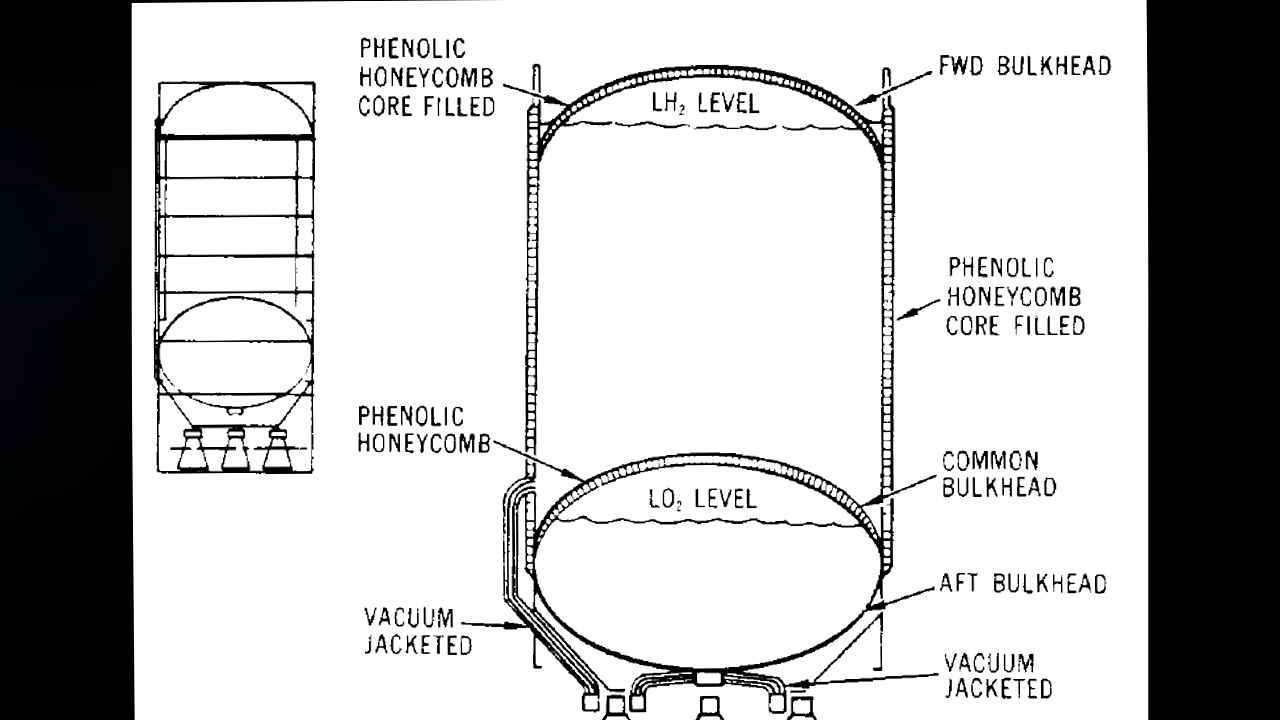 PHENOLIC
HONEYCOMB
CORE FILLED
FWD BULKHEAD
LH₂ LEVEL
PHENOLIC
HONEYCOMB
CORE FILLED
PHENOLIC
HONEYCOMB
COMMON
BULKHEAD
LO₂ LEVEL
AFT BULKHEAD
VACUUM
JACKETED
VACUUM
JACKETED